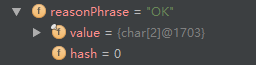 reasonPhrase = "OK"
value = {char[2]@1703}
hash = 0